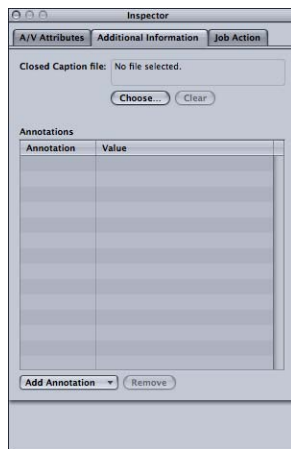 Inspector
A/V Attributes Additional Information Job Action
Closed Caption file: No file selected.
Choose... Clear
Annotations
Annotation Value
Add Annotation Remove